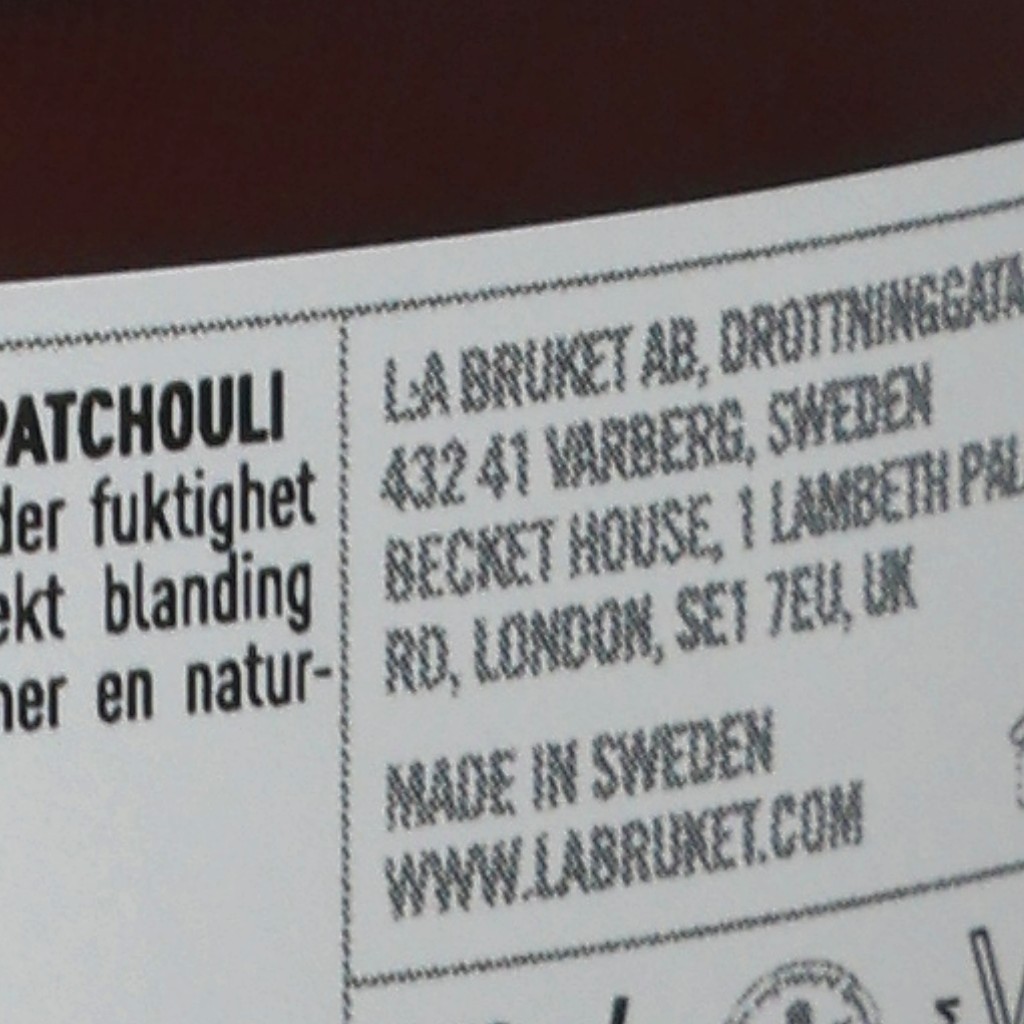 PATCHOULI
der fuktighet
ekt blanding
ner en natur-
L:A BRUKET AB, DROTTNINGGATA
432 41 VARBERG, SWEDEN
BECKET HOUSE, 1 LAMBETH PAL
RD, LONDON, SE1 7EU, UK
MADE IN SWEDEN
WWW.LABRUKET.COM